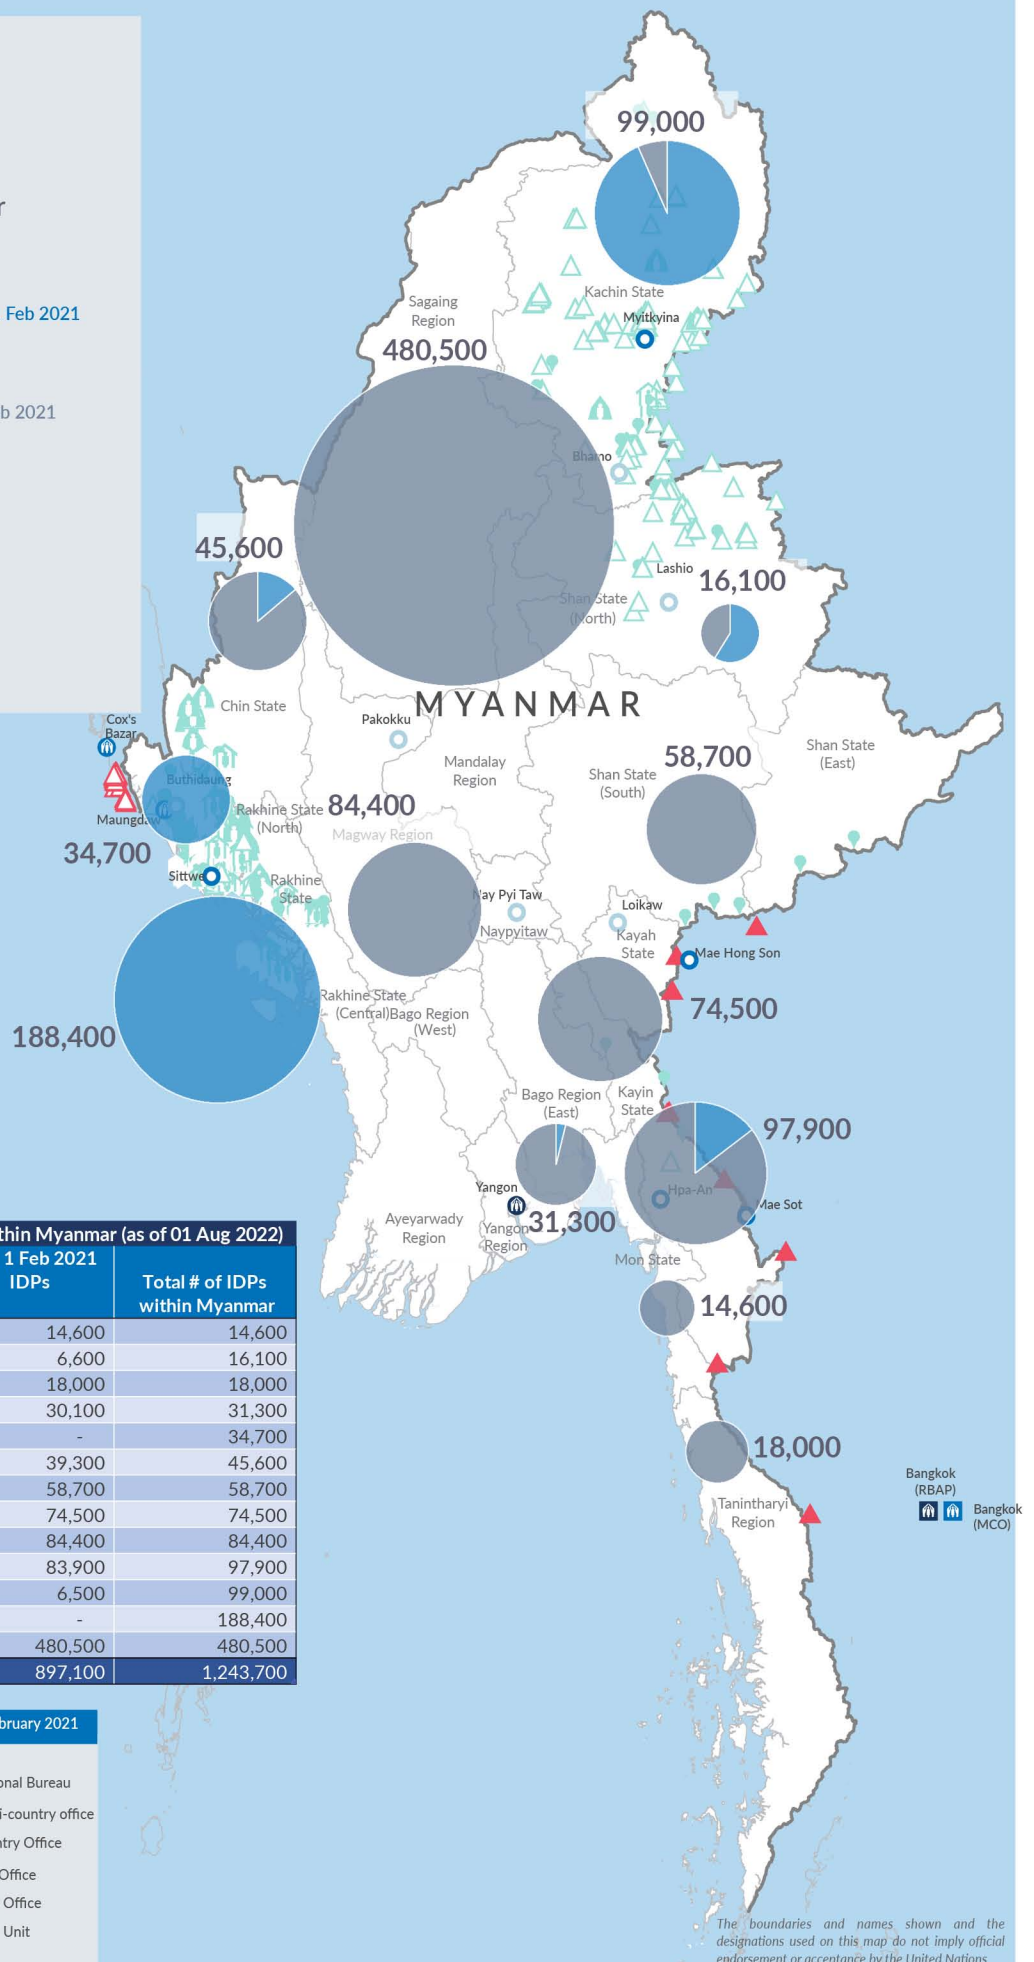 99,000
Feb 2021
Kachin State
Sagaing
Region
Myitkyina
480,500
2021
Bhamo
45,600
Lashio
16,100
Shan State
(North)
MYANMAR
Chin State
Pakokku
Cox's
Bazar
Shan State
(East)
58,700
Mandalay
Region
Shan State
(South)
Buthidaung
84,400
Rakhine State
(North)
Maungdaw
Magway Region
34,700
Sittwe
Rakhine
State
Nay Pyi Taw
Loikaw
Naypyitaw
Kayah
State
Mae Hong Son
Rakhine State
(Central)
Bago Region
(West)
74,500
188,400
Bago Region
(East)
Kayin
State
97,900
Yangon
Hpa-An
Mae Sot
Ayeyarwady
Region
Yangon
Region
31,300
Mon State
14,600
thin Myanmar (as of 01 Aug 2022)
1 Feb 2021
IDPs
Total # of IDPs
within Myanmar
14,600 14,600
6,600 16,100
18,000 18,000
30,100 31,300
- 34,700
39,300 45,600
58,700 58,700
74,500 74,500
84,400 84,400
83,900 97,900
6,500 99,000
- 188,400
480,500 480,500
897,100 1,243,700
18,000
Bangkok
(RBAP)
Bangkok
(MCO)
Tanintharyi
Region
bruary 2021
onal Bureau
i-country office
ntry Office
Office
Office
Unit
The boundaries and names shown and the
designations used on this map do not imply official
endorsement or acceptance by the United Nations